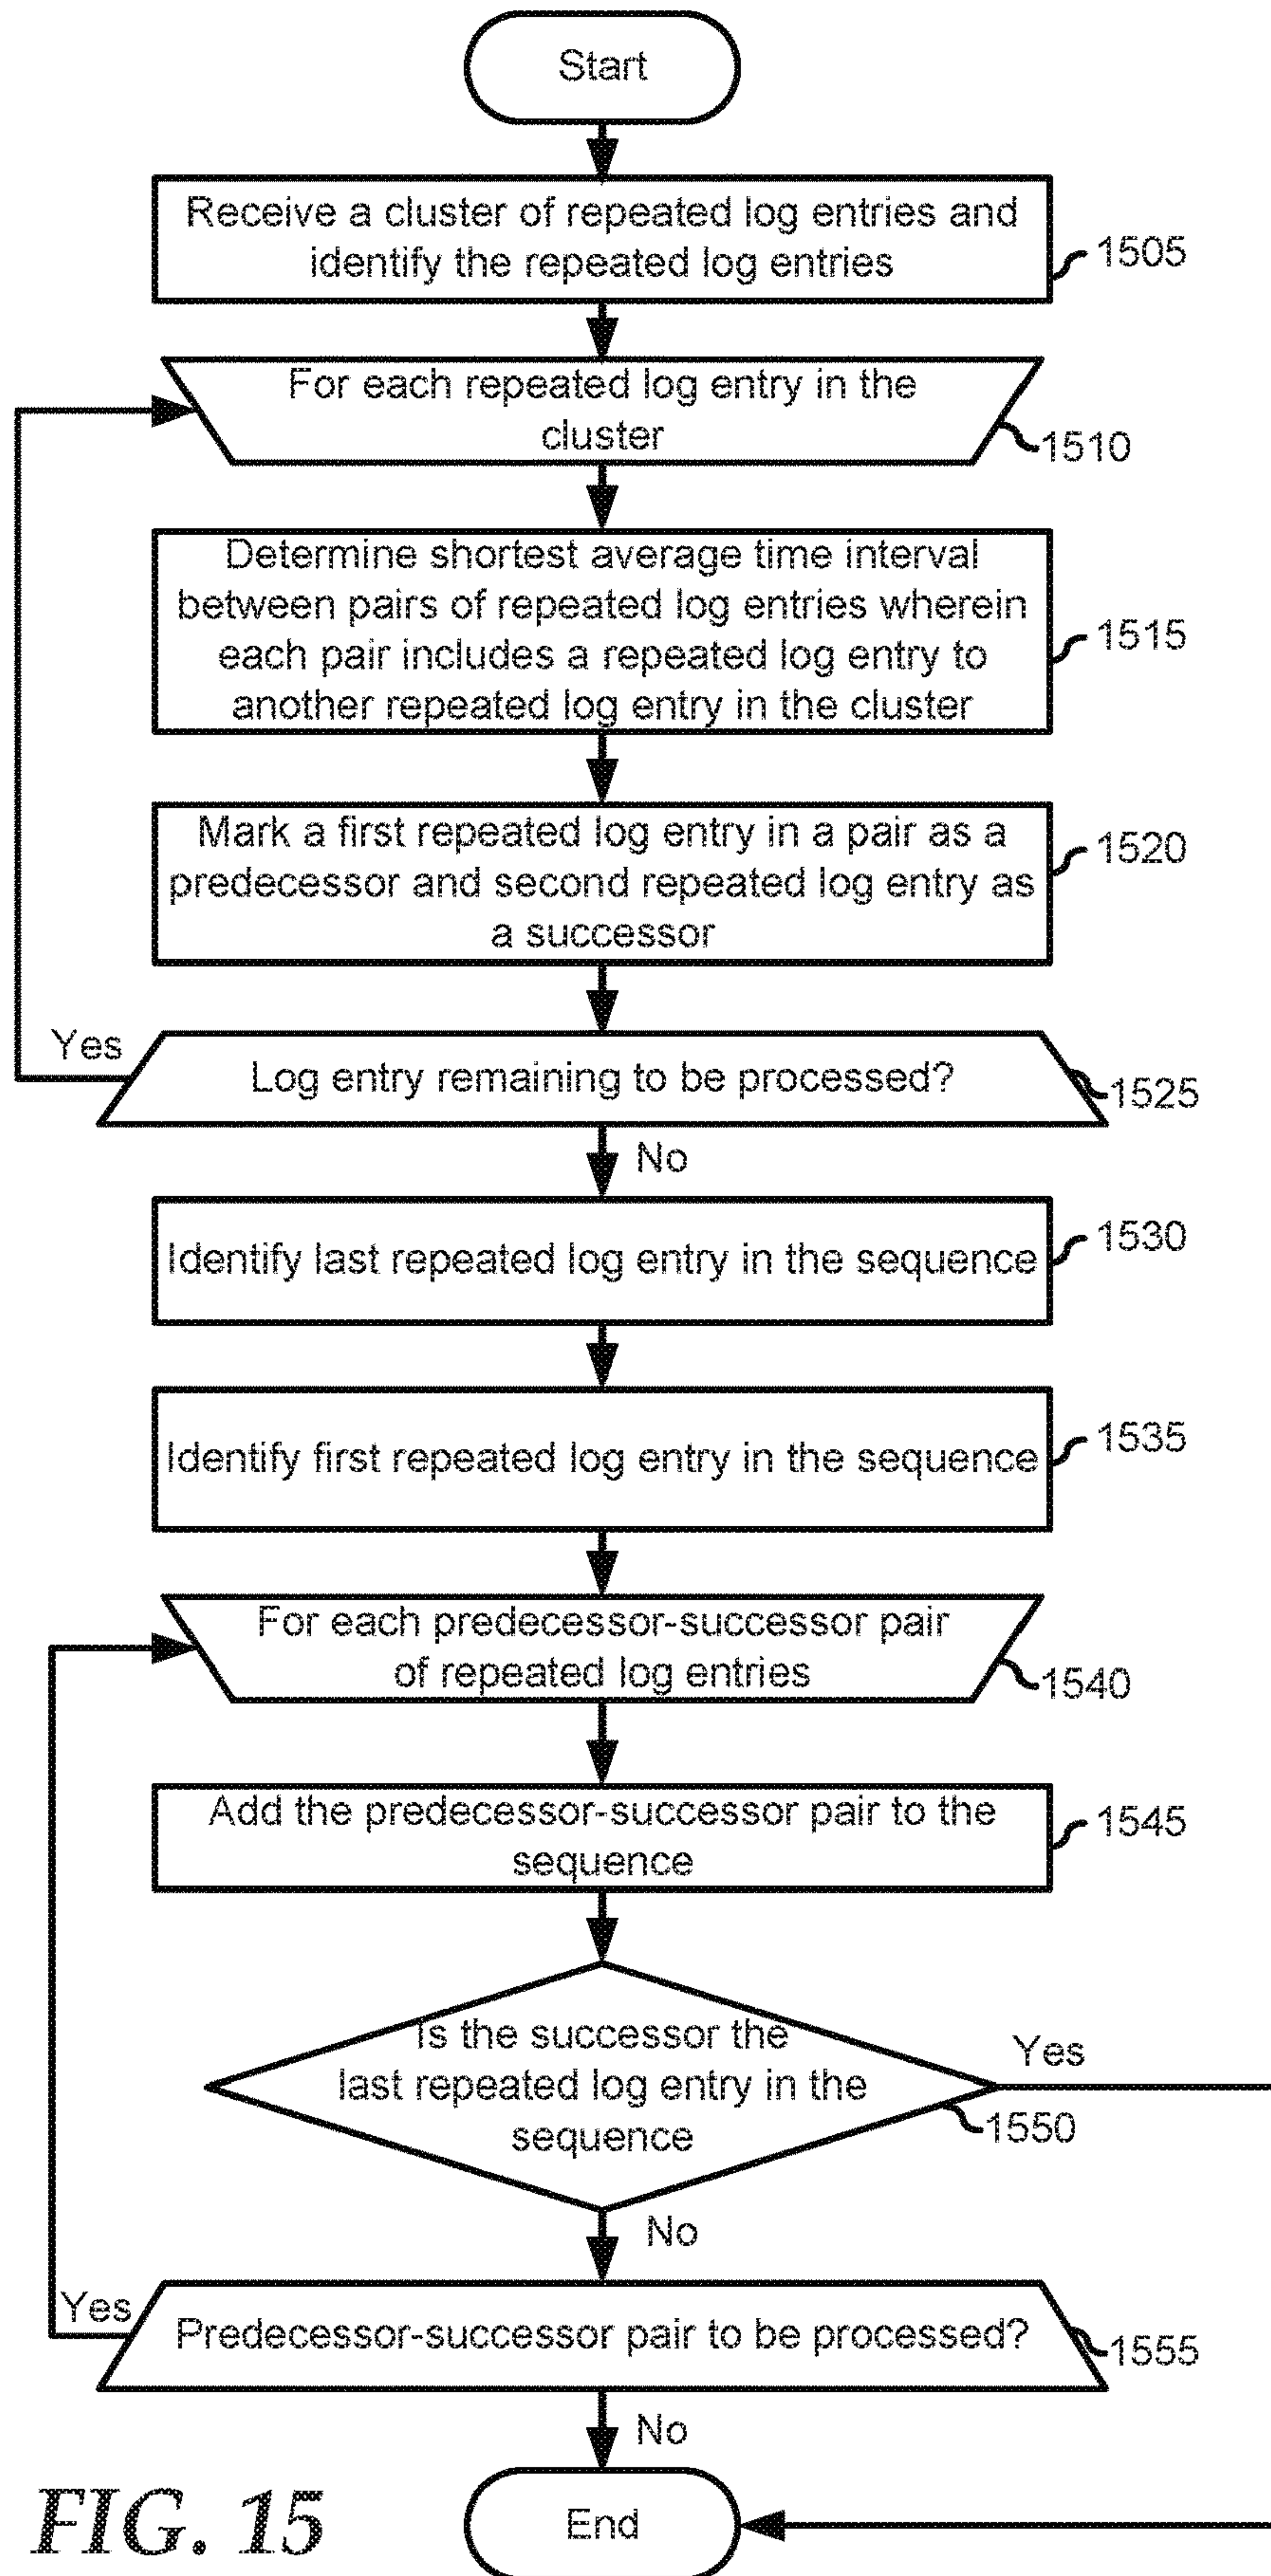 Start
Receive a cluster of repeated log entries and
identify the repeated log entries
1505
For each repeated log entry in the
cluster
1510
Determine shortest average time interval
between pairs of repeated log entries wherein
each pair includes a repeated log entry to
another repeated log entry in the cluster
1515
Mark a first repeated log entry in a pair as a
predecessor and second repeated log entry as
a successor
1520
Yes
Log entry remaining to be processed?
1525
No
Identify last repeated log entry in the sequence
1530
Identify first repeated log entry in the sequence
1535
For each predecessor-successor pair
of repeated log entries
1540
Add the predecessor-successor pair to the
sequence
1545
Is the successor the
last repeated log entry in the
sequence
Yes
1550
No
Yes
Predecessor-successor pair to be processed?
1555
No
End
FIG. 15